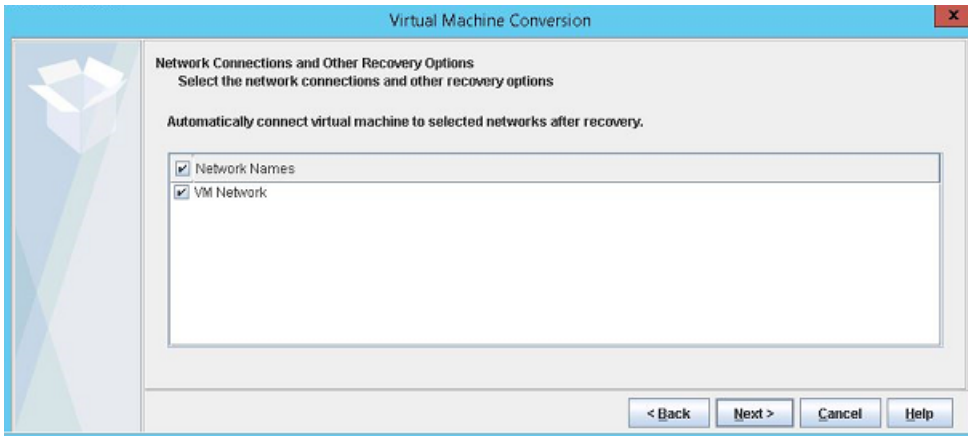 Virtual Machine Conversion
x
Network Connections and Other Recovery Options
Select the network connections and other recovery options
Automatically connect virtual machine to selected networks after recovery.
Network Names
VM Network
< Back Next > Cancel Help